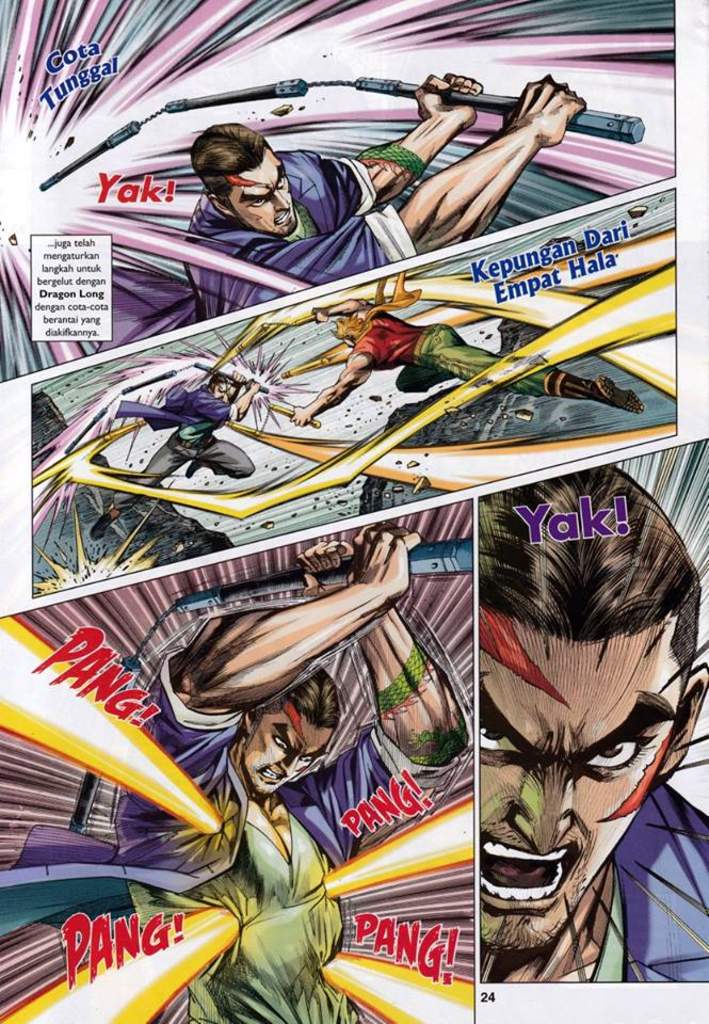 Cota
Tunggal
Yak!
...juga telah
mengaturkan
langkah untuk
bergelut dengan
Dragon Long
dengan cota-cota
berantai yang
diakifkannya.
Kepungan Dari
Empat Hala
Yak!
PANG!
PANG!
PANG!
PANG!
24